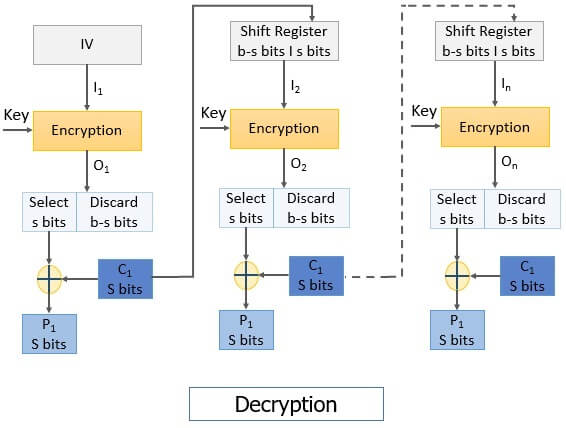 IV
I₁
Key
Encryption
O₁
Select
s bits
Discard
b-s bits
C₁
S bits
P₁
S bits
Shift Register
b-s bits I s bits
I₂
Key
Encryption
O₂
Select
s bits
Discard
b-s bits
C₁
S bits
P₁
S bits
Shift Register
b-s bits I s bits
Iₙ
Key
Encryption
Oₙ
Select
s bits
Discard
b-s bits
C₁
S bits
P₁
S bits
Decryption